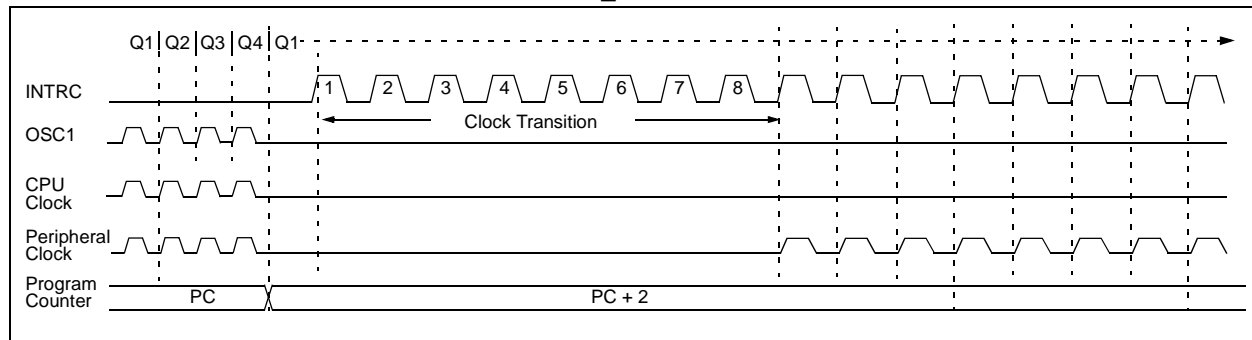 Q1 Q2 Q3 Q4 Q1
INTRC
1 2 3 4 5 6 7 8
Clock Transition
OSC1
CPU
Clock
Peripheral
Clock
Program
Counter
PC
PC + 2